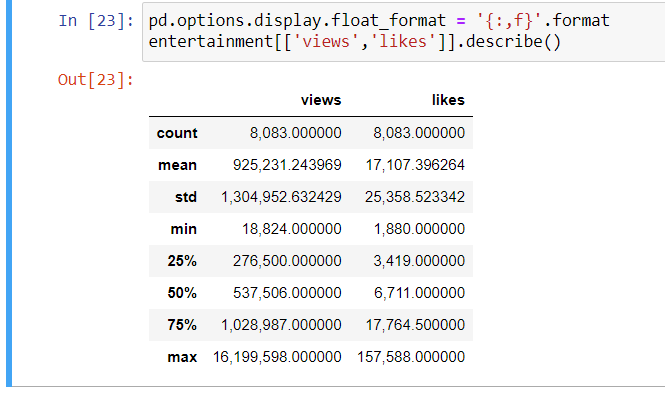 In [23]: pd.options.display.float_format = '{:,f}'.format
entertainment[['views','likes']].describe()
Out[23]:
views likes
count 8,083.000000 8,083.000000
mean 925,231.243969 17,107.396264
std 1,304,952.632429 25,358.523342
min 18,824.000000 1,880.000000
25% 276,500.000000 3,419.000000
50% 537,506.000000 6,711.000000
75% 1,028,987.000000 17,764.500000
max 16,199,598.000000 157,588.000000